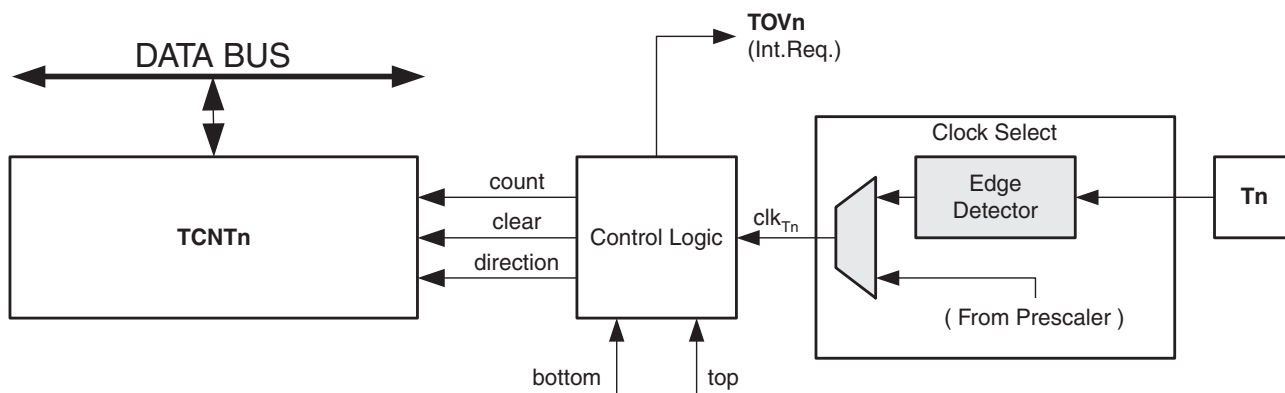 TOVn
(Int.Req.)
DATA BUS
Clock Select
count
Edge
Detector
Tn
TCNTn
clear
Control Logic
clkTn
direction
( From Prescaler )
bottom
top